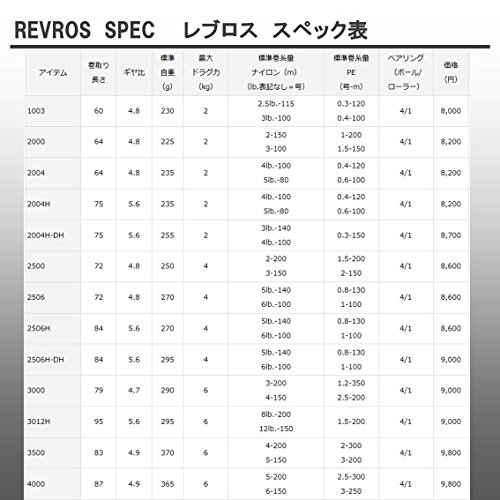 REVROS SPEC レブロス スペック表
アイテム 巻取り長さ ギヤ比 標準自重(g) 最大ドラグ力(kg) 標準巻糸量ナイロン(m)(lb.表記なし=号) 標準巻糸量PE(号-m) ベアリング(ボール/ローラー) 価格(円)
1003 60 4.8 230 2 2.5lb.-115 3lb.-100 0.3-120 0.4-100 4/1 8,000
2000 64 4.8 225 2 2-150 3-100 1-200 1.5-150 4/1 8,200
2004 64 4.8 235 2 4lb.-100 5lb.-80 0.4-120 0.6-100 4/1 8,200
2004H 75 5.6 235 2 4lb.-100 5lb.-80 0.4-120 0.6-100 4/1 8,200
2004H-DH 75 5.6 255 2 3lb.-140 4lb.-100 0.3-150 4/1 8,700
2500 72 4.8 250 4 2-200 3-150 1.5-200 2-150 4/1 8,600
2506 72 4.8 270 4 5lb.-140 6lb.-100 0.8-130 1-100 4/1 8,600
2506H 84 5.6 270 4 5lb.-140 6lb.-100 0.8-130 1-100 4/1 8,600
2506H-DH 84 5.6 295 4 5lb.-140 6lb.-100 0.8-130 1-100 4/1 9,000
3000 79 4.7 290 6 3-200 4-150 1.2-350 2.5-200 4/1 9,000
3012H 95 5.6 295 6 8lb.-200 12lb.-150 1.5-200 4/1 9,000
3500 83 4.9 370 6 4-200 5-150 2-300 3-200 4/1 9,800
4000 87 4.9 365 6 5-200 6-150 2.5-300 3-200 4/1 9,800